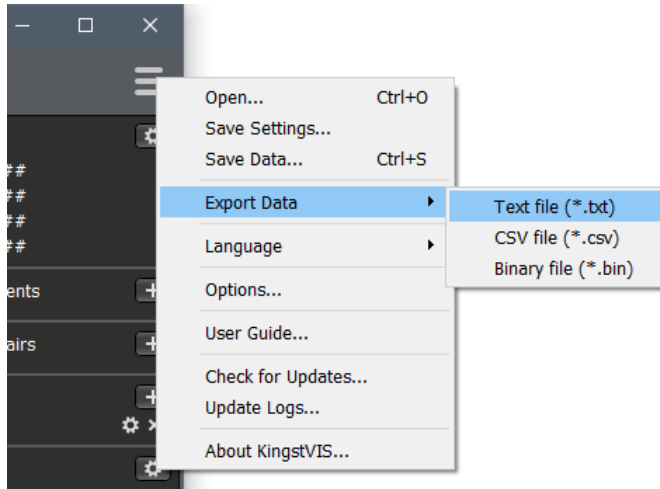 Open... Ctrl+O
Save Settings...
##
Save Data... Ctrl+S
##
##
Export Data
Text file (*.txt)
##
CSV file (*.csv)
Language
Binary file (*.bin)
ents
Options...
User Guide...
airs
Check for Updates...
Update Logs...
About KingstVIS...